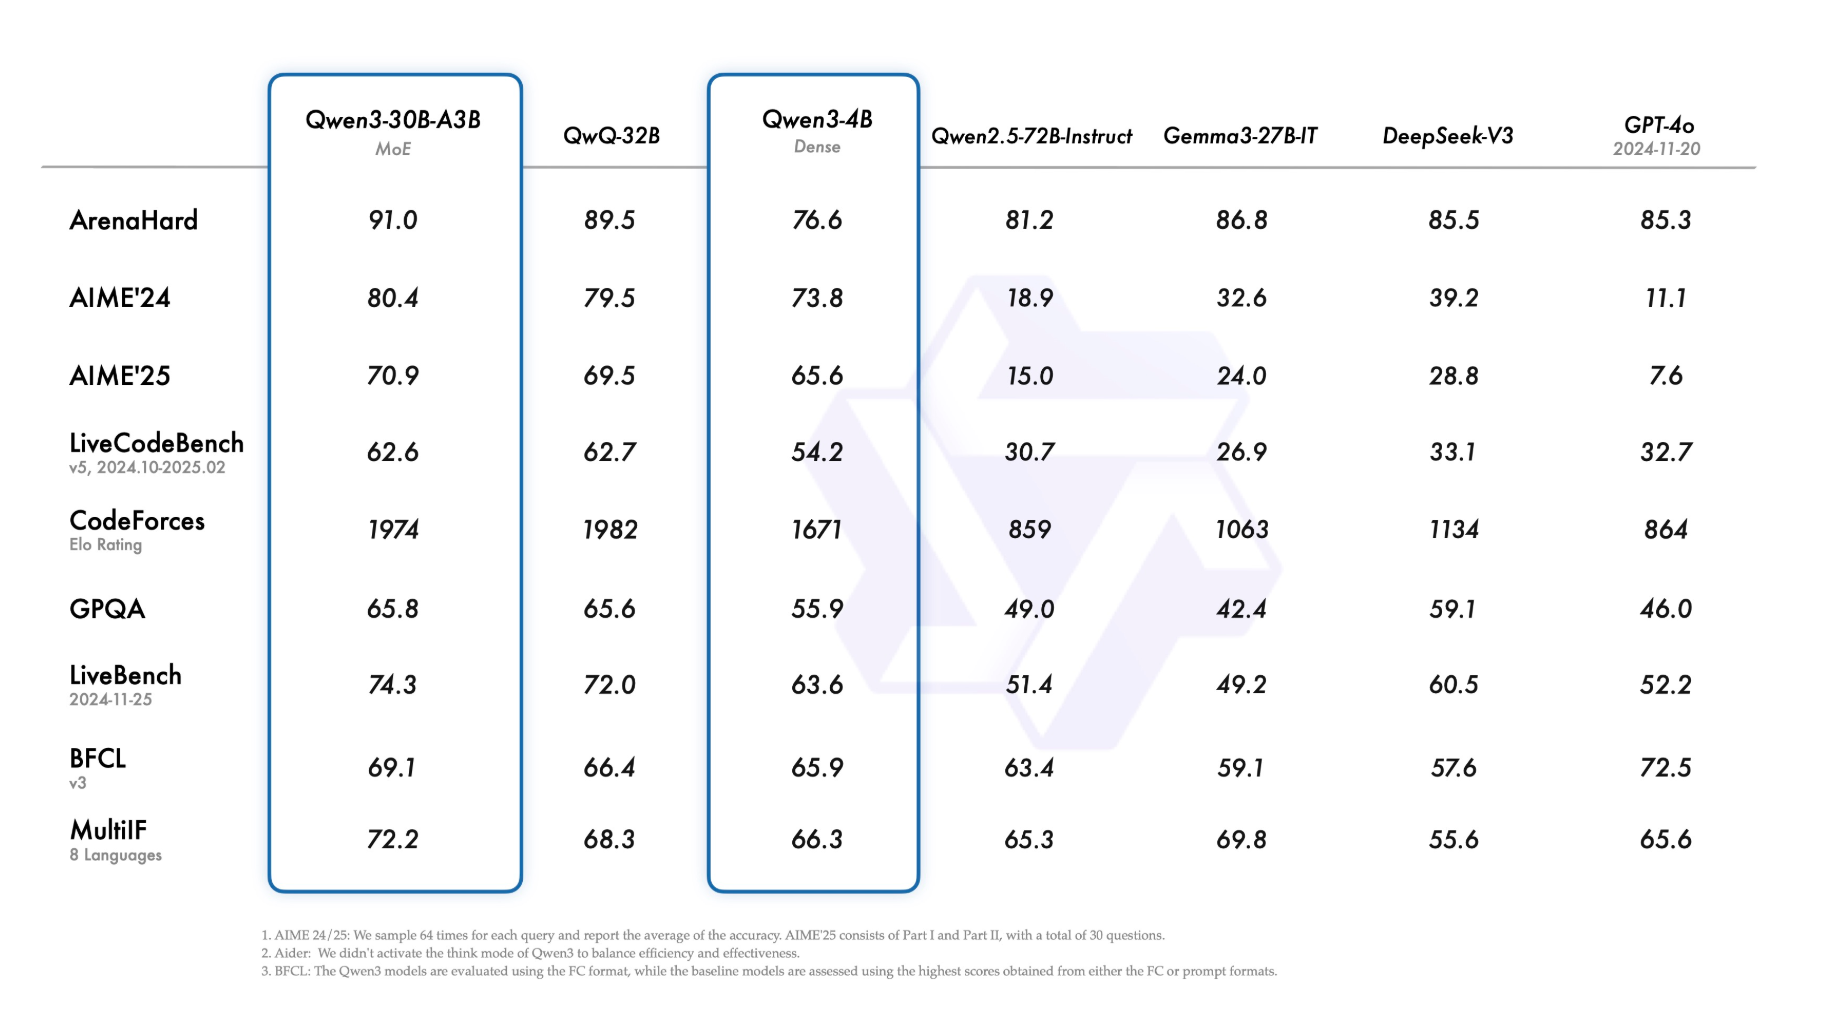 Qwen3-30B-A3B QwQ-32B Qwen3-4B Qwen2.5-72B-Instruct Gemma3-27B-IT DeepSeek-V3 GPT-4o
MoE Dense 2024-11-20
ArenaHard 91.0 89.5 76.6 81.2 86.8 85.5 85.3
AIME'24 80.4 79.5 73.8 18.9 32.6 39.2 11.1
AIME'25 70.9 69.5 65.6 15.0 24.0 28.8 7.6
LiveCodeBench 62.6 62.7 54.2 30.7 26.9 33.1 32.7
v5, 2024.10-2025.02
CodeForces 1974 1982 1671 859 1063 1134 864
Elo Rating
GPQA 65.8 65.6 55.9 49.0 42.4 59.1 46.0
LiveBench 74.3 72.0 63.6 51.4 49.2 60.5 52.2
2024-11-25
BFCL 69.1 66.4 65.9 63.4 59.1 57.6 72.5
v3
MultiIF 72.2 68.3 66.3 65.3 69.8 55.6 65.6
8 Languages
1. AIME 24/25: We sample 64 times for each query and report the average of the accuracy. AIME'25 consists of Part I and Part II, with a total of 30 questions.
2. Aider: We didn't activate the think mode of Qwen3 to balance efficiency and effectiveness.
3. BFCL: The Qwen3 models are evaluated using the FC format, while the baseline models are assessed using the highest scores obtained from either the FC or prompt formats.